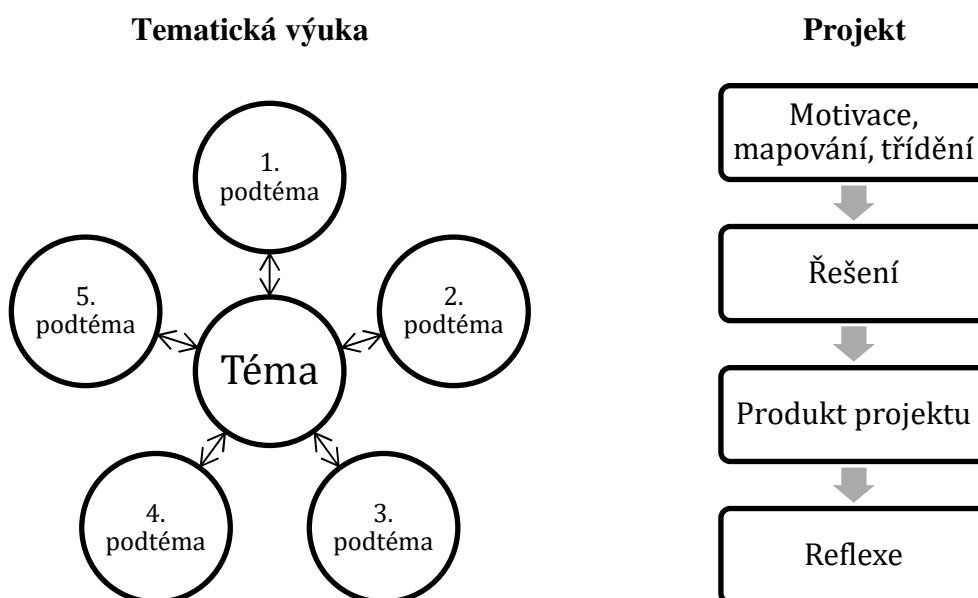 Tematická výuka
1.
podtéma
2.
podtéma
3.
podtéma
4.
podtéma
5.
podtéma
Téma
Projekt
Motivace,
mapování, třídění
Řešení
Produkt projektu
Reflexe